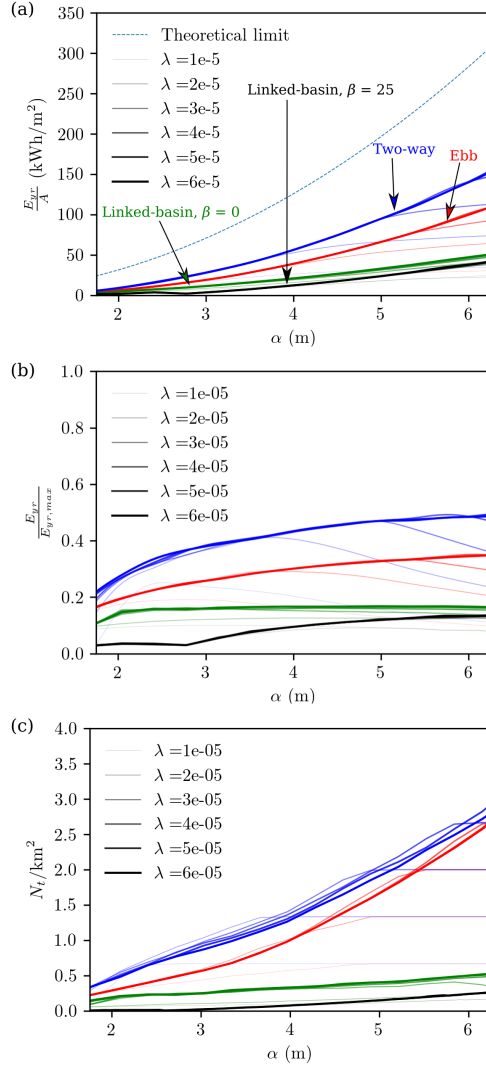 (a)
350
300
250
200
150
100
50
0
E_yr/A (kWh/m²)
Theoretical limit
λ =1e-5
λ =2e-5
λ =3e-5
λ =4e-5
λ =5e-5
λ =6e-5
Linked-basin, β = 25
Two-way
Ebb
Linked-basin, β = 0
2 3 4 5 6
α (m)
(b)
1.0
0.8
0.6
0.4
0.2
0.0
E_yr/E_yr,max
λ =1e-05
λ =2e-05
λ =3e-05
λ =4e-05
λ =5e-05
λ =6e-05
2 3 4 5 6
α (m)
(c)
4.0
3.5
3.0
2.5
2.0
1.5
1.0
0.5
0.0
N_t/km²
λ =1e-05
λ =2e-05
λ =3e-05
λ =4e-05
λ =5e-05
λ =6e-05
2 3 4 5 6
α (m)